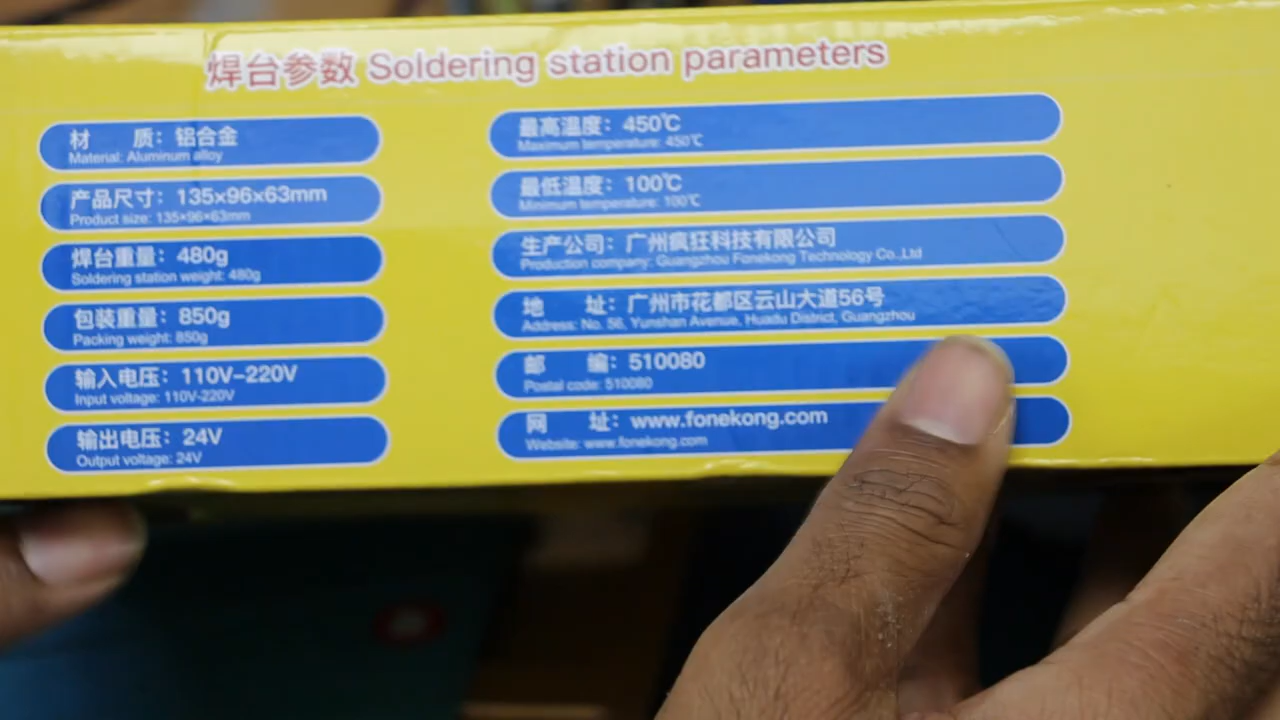 焊台参数 Soldering station parameters
材 质：铝合金
Material: Aluminum alloy
产品尺寸：135×96×63mm
Product size: 135×96×63mm
焊台重量：480g
Soldering station weight: 480g
包装重量：850g
Packing weight: 850g
输入电压：110V-220V
Input voltage: 110V-220V
输出电压：24V
Output voltage: 24V
最高温度：450℃
Maximum temperature: 450℃
最低温度：100℃
Minimum temperature: 100℃
生产公司：广州疯狂科技有限公司
Production company: Guangzhou Fonekong Technology Co.,Ltd
地 址：广州市花都区云山大道56号
Address: No. 56, Yunshan Avenue, Huadu District, Guangzhou
邮 编：510080
Postal code: 510080
网 址：www.fonekong.com
Website: www.fonekong.com